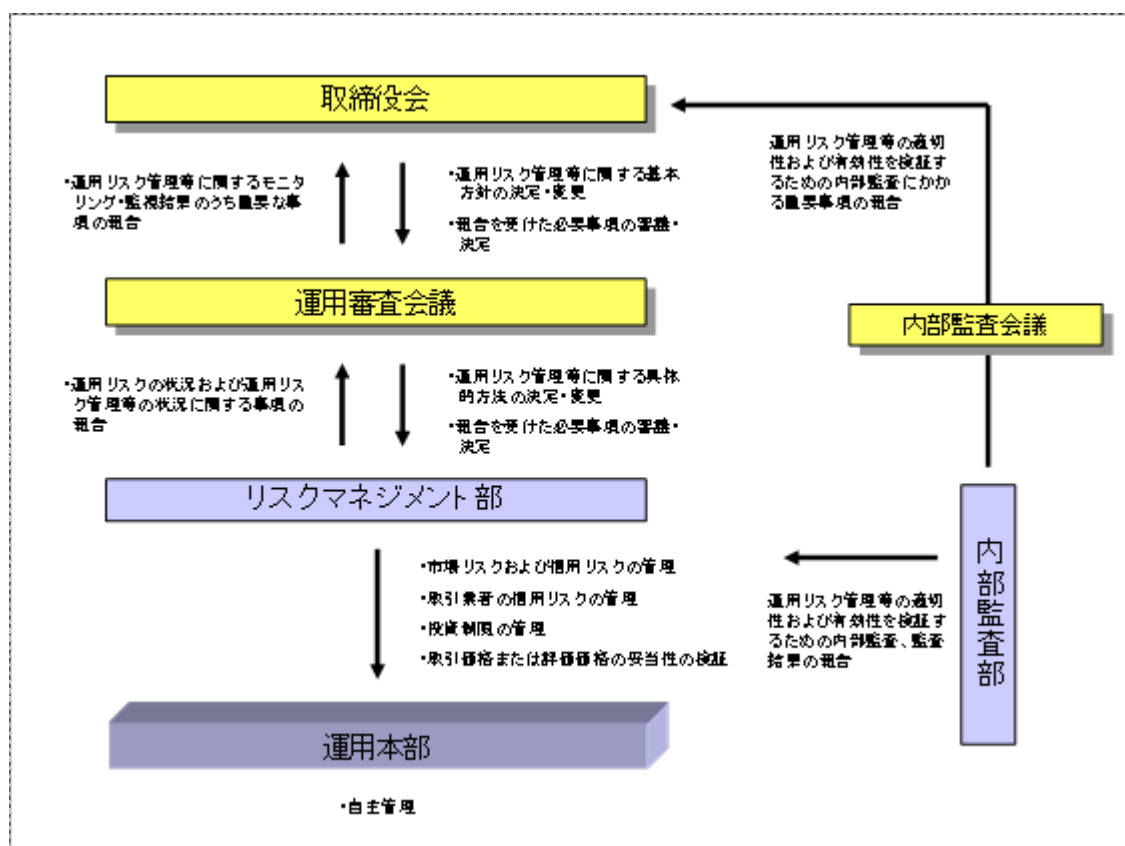 取締役会
・運用リスク管理等に関するモニタ
リング・監視結果のうち重要な事
項の報告
・運用リスク管理等に関する基本
方針の決定・変更
・報告を受けた必要事項の審議・
決定
運用リスク管理等の適切
性および有効性を検証す
るための内部監査にかか
る重要事項の報告
運用審査会議
内部監査会議
・運用リスクの状況および運用リス
ク管理等の状況に関する事項の
報告
・運用リスク管理等に関する具体
的方法の決定・変更
・報告を受けた必要事項の審議・
決定
リスクマネジメント部
・市場リスクおよび信用リスクの管理
・取引業者の信用リスクの管理
・投資制限の管理
・取引価格または評価価格の妥当性の検証
運用リスク管理等の適切
性および有効性を検証す
るための内部監査、監査
結果の報告
内部監査部
運用本部
・自主管理